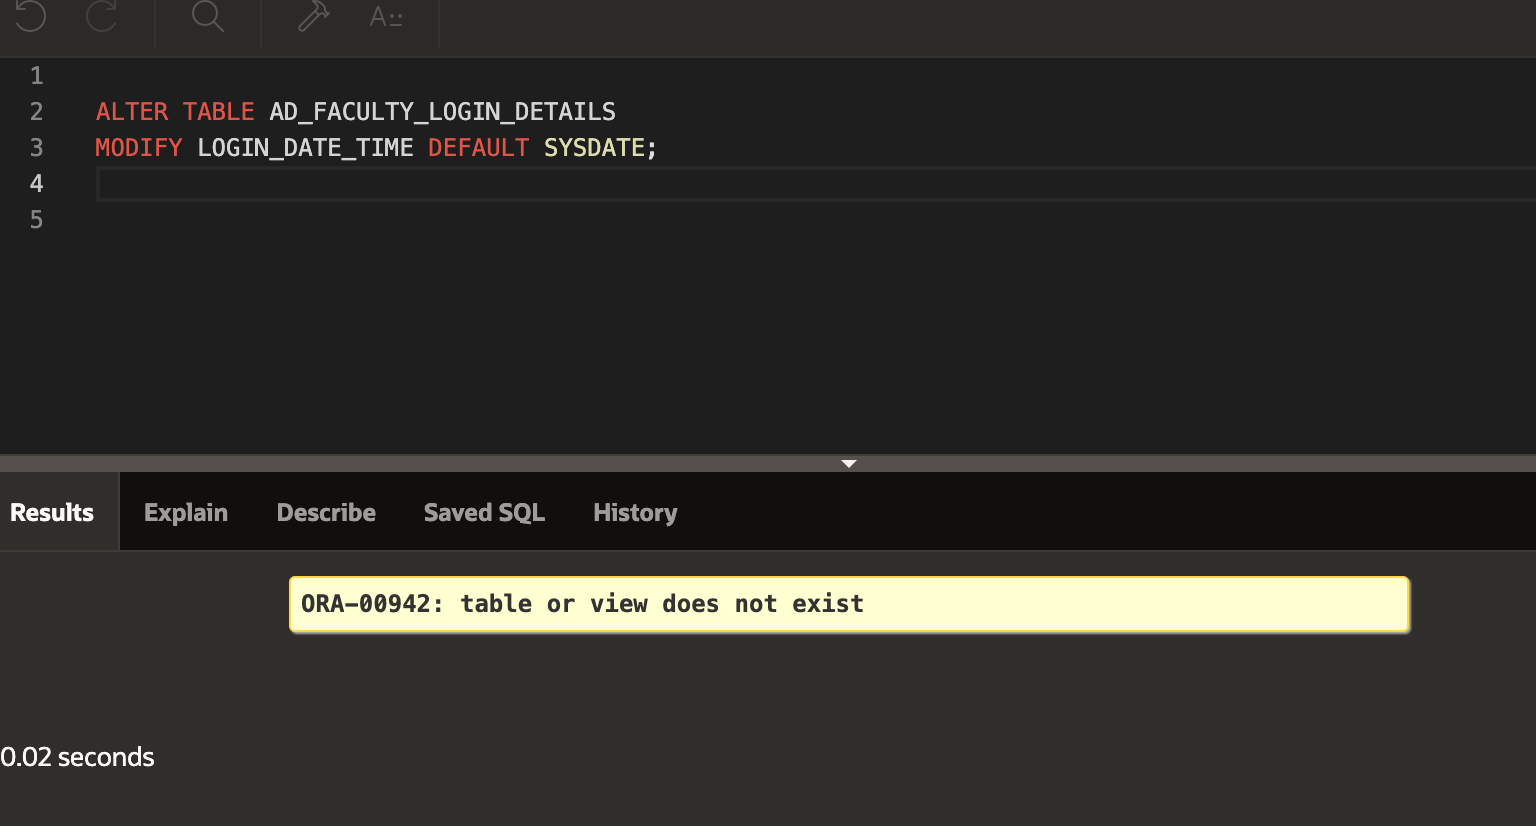 A
1
2 ALTER TABLE AD_FACULTY_LOGIN_DETAILS
3 MODIFY LOGIN_DATE_TIME DEFAULT SYSDATE;
4
5
Results Explain Describe Saved SQL History
ORA-00942: table or view does not exist
0.02 seconds